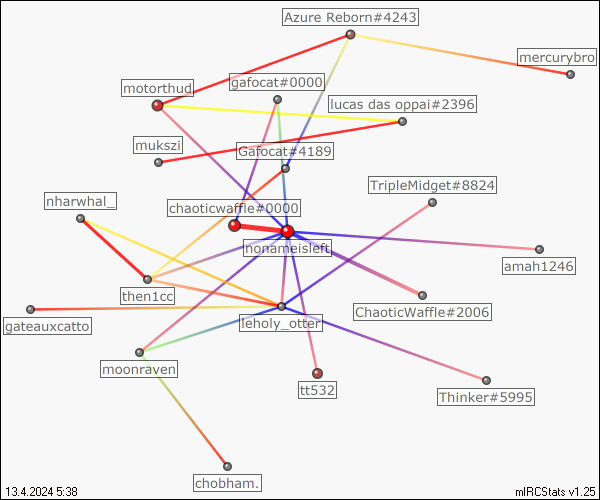 Azure Reborn#4243
mercurybro
gafocat#0000
motorthud
lucas das oppai#2396
mukszi
Gafocat#4189
TripleMidget#8824
nharwhal_
chaoticwaffle#0000
nonameisleft
amah1246
then1cc
ChaoticWaffle#2006
gateauxcatto
leholy_otter
moonraven
tt532
Thinker#5995
chobham.
13.4.2024 5:38
mIRCStats v1.25